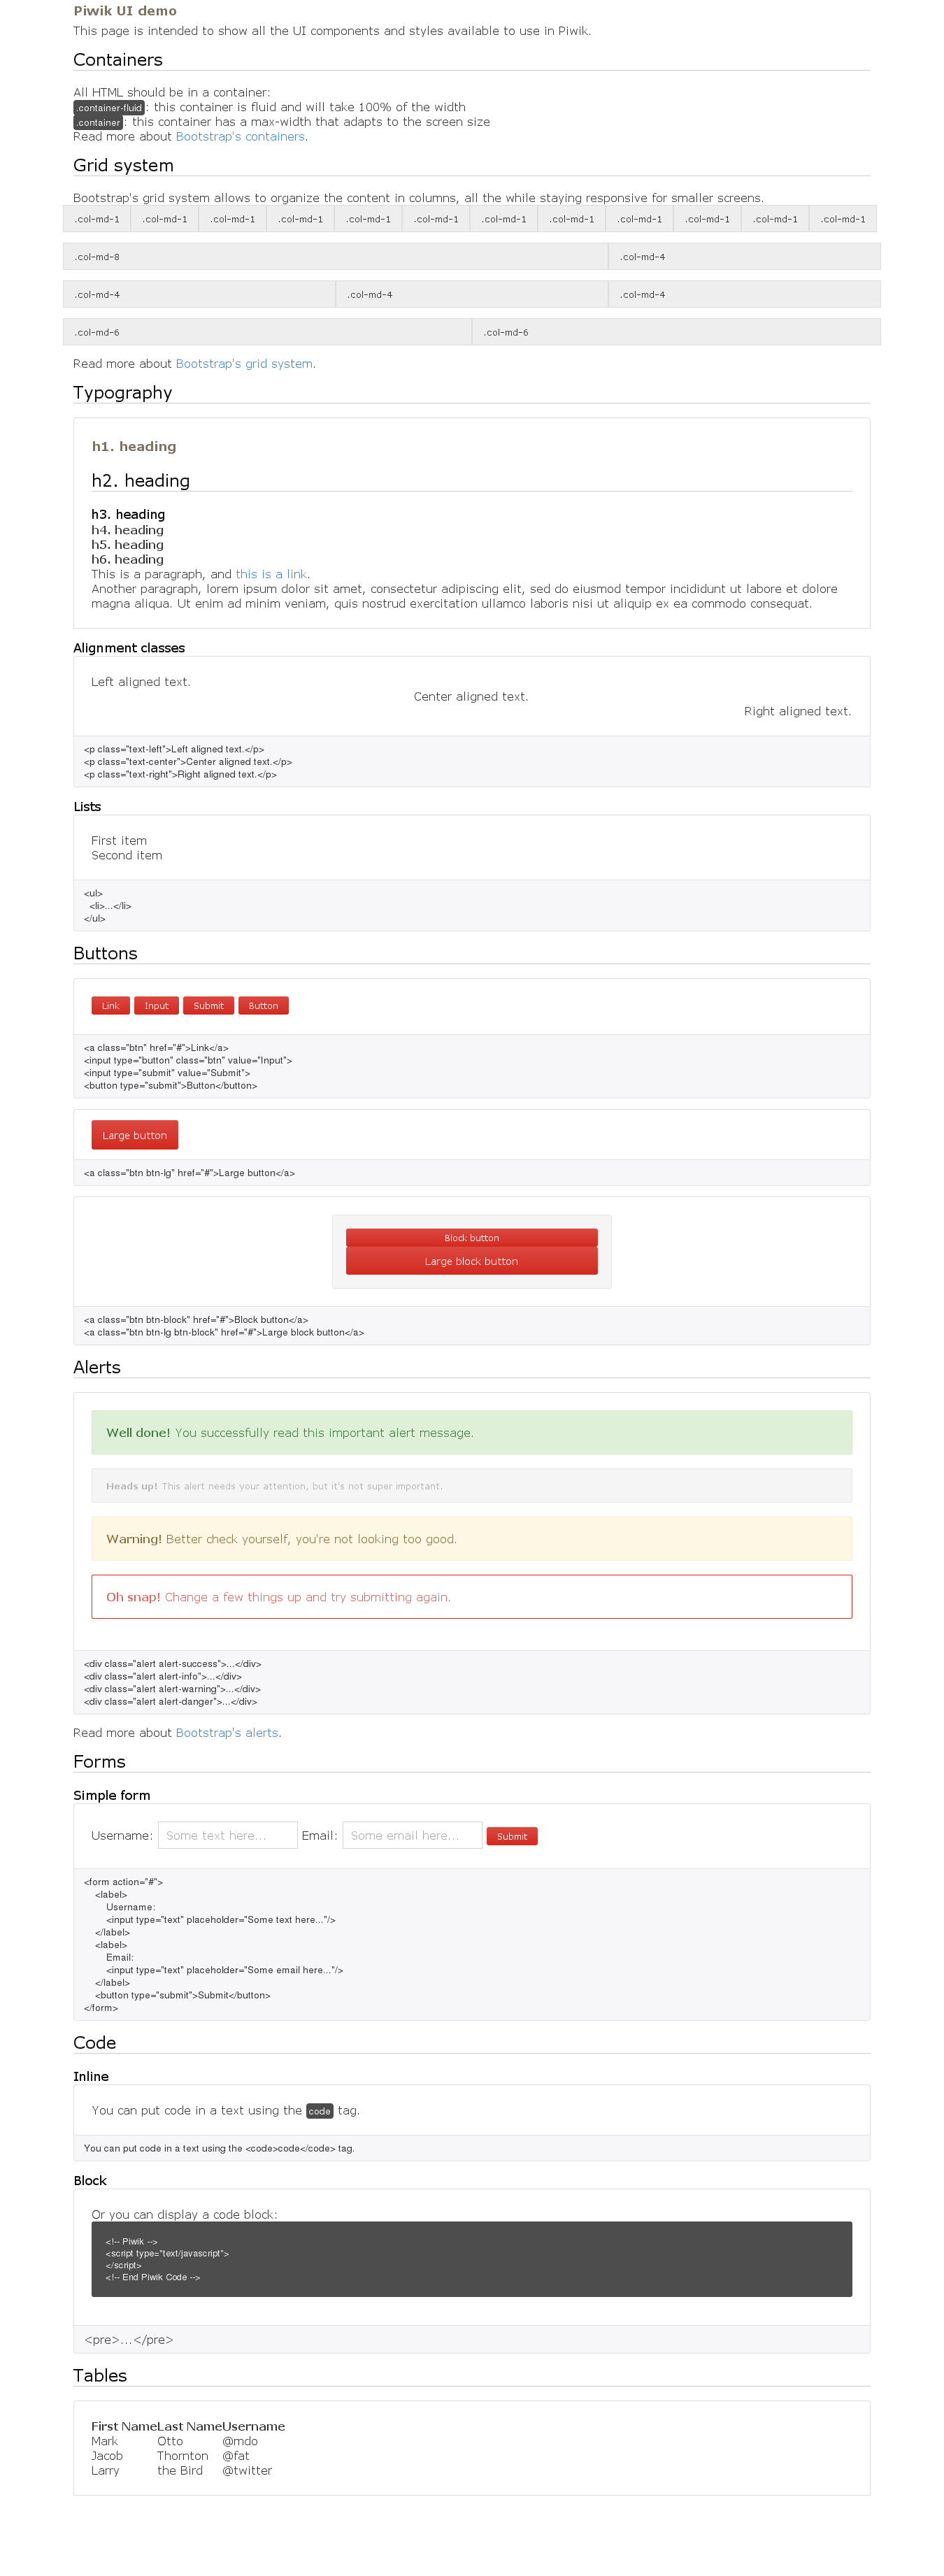 Piwik UI demo
This page is intended to show all the UI components and styles available to use in Piwik.
Containers
All HTML should be in a container:
.container-fluid: this container is fluid and will take 100% of the width
.container: this container has a max-width that adapts to the screen size
Read more about Bootstrap's containers.
Grid system
Bootstrap's grid system allows to organize the content in columns, all the while staying responsive for smaller screens.
.col-md-1 .col-md-1 .col-md-1 .col-md-1 .col-md-1 .col-md-1 .col-md-1 .col-md-1 .col-md-1 .col-md-1 .col-md-1 .col-md-1
.col-md-8 .col-md-4
.col-md-4 .col-md-4 .col-md-4
.col-md-6 .col-md-6
Read more about Bootstrap's grid system.
Typography
h1. heading
h2. heading
h3. heading
h4. heading
h5. heading
h6. heading
This is a paragraph, and this is a link.
Another paragraph, lorem ipsum dolor sit amet, consectetur adipiscing elit, sed do eiusmod tempor incididunt ut labore et dolore
magna aliqua. Ut enim ad minim veniam, quis nostrud exercitation ullamco laboris nisi ut aliquip ex ea commodo consequat.
Alignment classes
Left aligned text.
Center aligned text.
Right aligned text.
<p class="text-left">Left aligned text.</p>
<p class="text-center">Center aligned text.</p>
<p class="text-right">Right aligned text.</p>
Lists
First item
Second item
<ul>
  <li>...</li>
</ul>
Buttons
Link Input Submit Button
<a class="btn" href="#">Link</a>
<input type="button" class="btn" value="Input">
<input type="submit" value="Submit">
<button type="submit">Button</button>
Large button
<a class="btn btn-lg" href="#">Large button</a>
Block button
Large block button
<a class="btn btn-block" href="#">Block button</a>
<a class="btn btn-lg btn-block" href="#">Large block button</a>
Alerts
Well done! You successfully read this important alert message.
Heads up! This alert needs your attention, but it's not super important.
Warning! Better check yourself, you're not looking too good.
Oh snap! Change a few things up and try submitting again.
<div class="alert alert-success">...</div>
<div class="alert alert-info">...</div>
<div class="alert alert-warning">...</div>
<div class="alert alert-danger">...</div>
Read more about Bootstrap's alerts.
Forms
Simple form
Username: Some text here... Email: Some email here... Submit
<form action="#">
    <label>
        Username:
        <input type="text" placeholder="Some text here..."/>
    </label>
    <label>
        Email:
        <input type="text" placeholder="Some email here..."/>
    </label>
    <button type="submit">Submit</button>
</form>
Code
Inline
You can put code in a text using the code tag.
You can put code in a text using the <code>code</code> tag.
Block
Or you can display a code block:
<!-- Piwik -->
<script type="text/javascript">
</script>
<!-- End Piwik Code -->
<pre>...</pre>
Tables
First Name Last Name Username
Mark Otto @mdo
Jacob Thornton @fat
Larry the Bird @twitter